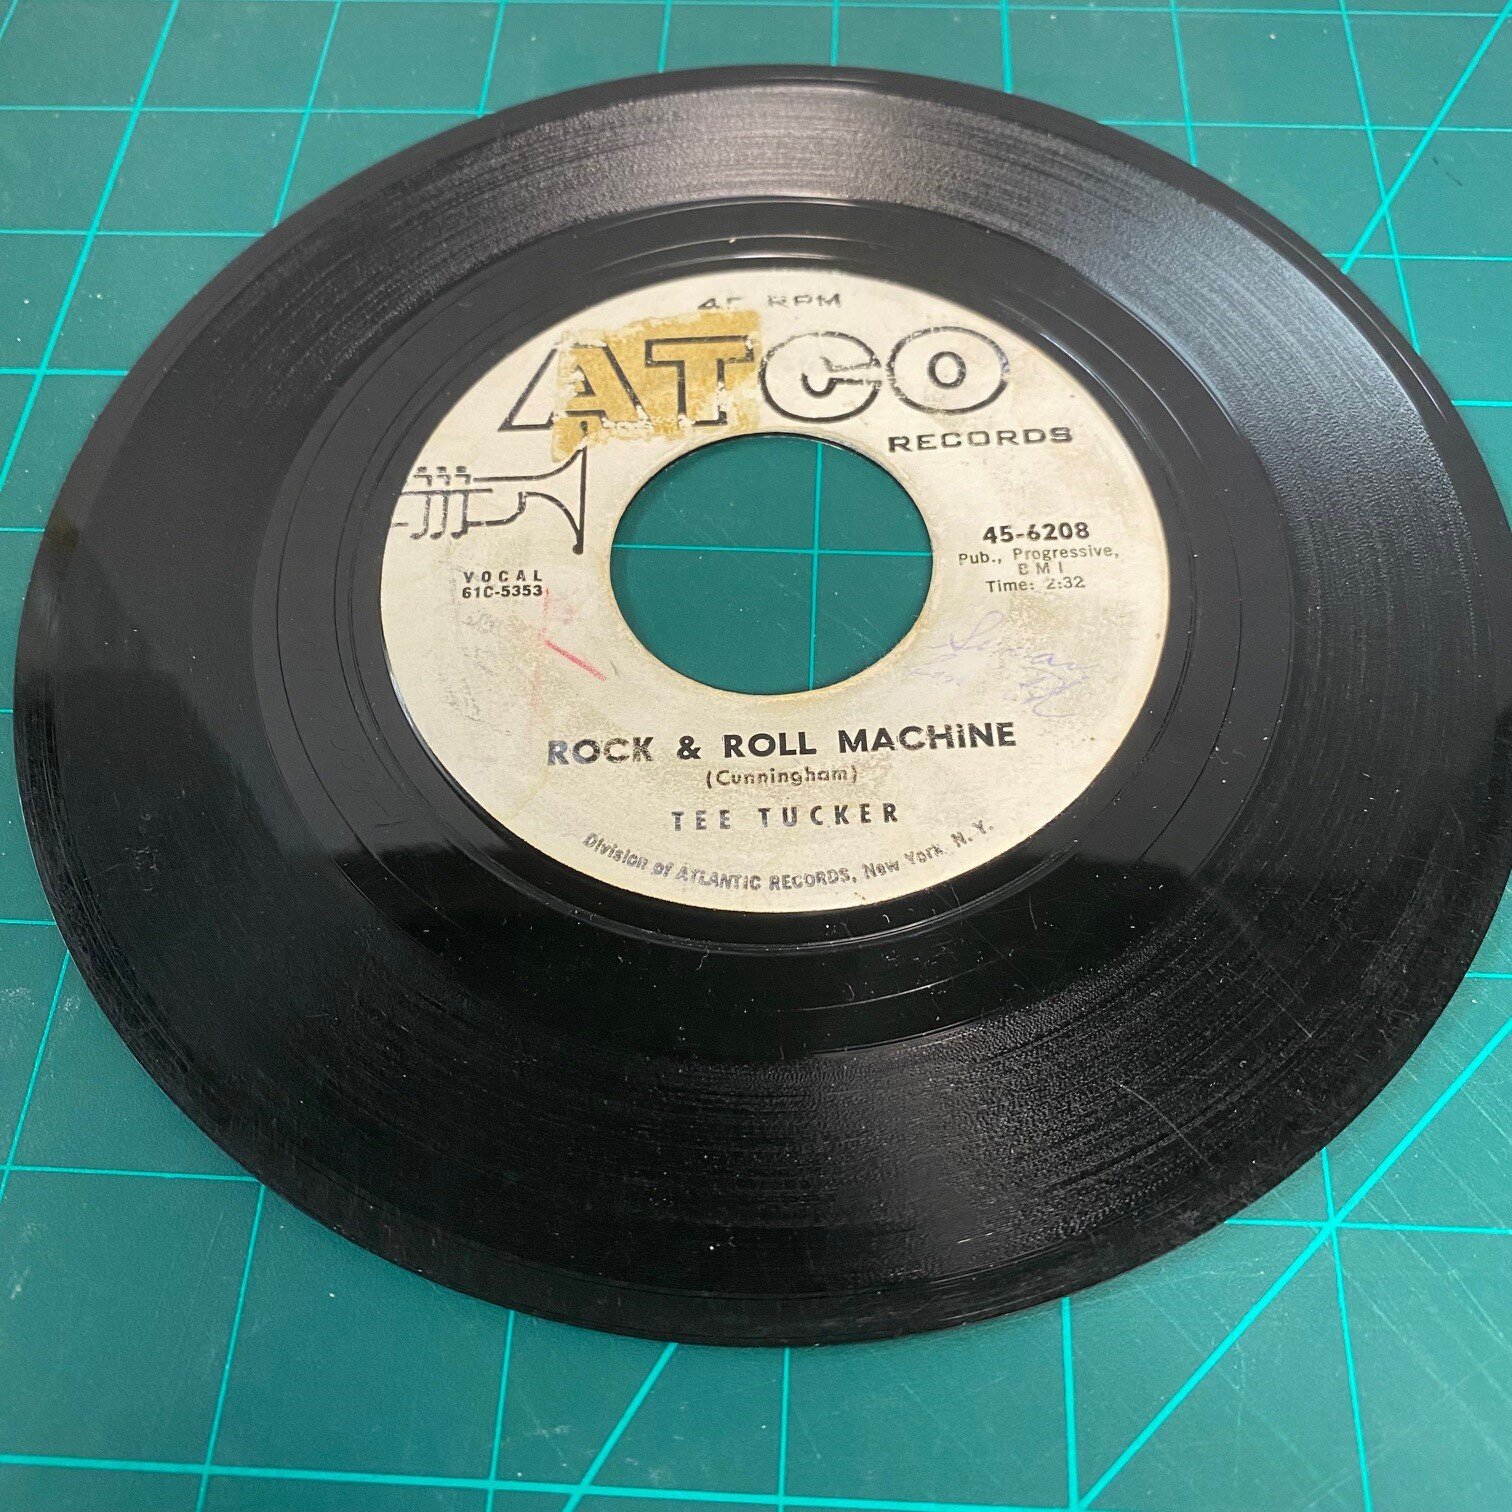 45 RPM
ATCO
RECORDS
45-6208
Pub., Progressive,
BMI
Time: 2:32
VOCAL
61C-5353
ROCK & ROLL MACHiNE
(Cunningham)
TEE TUCKER
Division of ATLANTIC RECORDS, New York, N. Y.